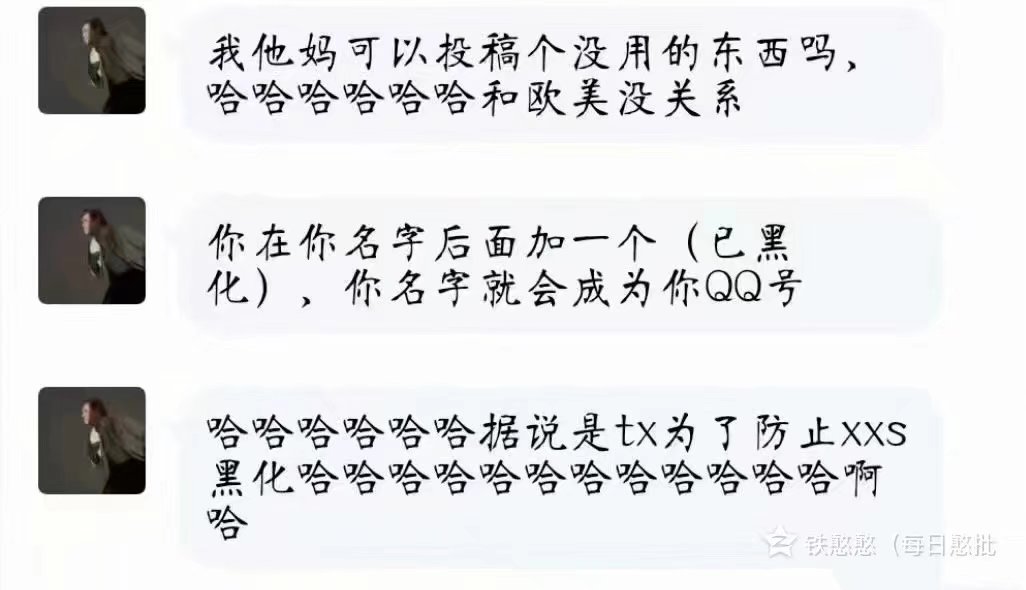 我他妈可以投稿个没用的东西吗，
哈哈哈哈哈哈和欧美没关系
你在你名字后面加一个（已黑
化），你名字就会成为你QQ号
哈哈哈哈哈哈据说是tx为了防止xxs
黑化哈哈哈哈哈哈哈哈哈哈哈哈啊
哈
铁憨憨（每日憨批